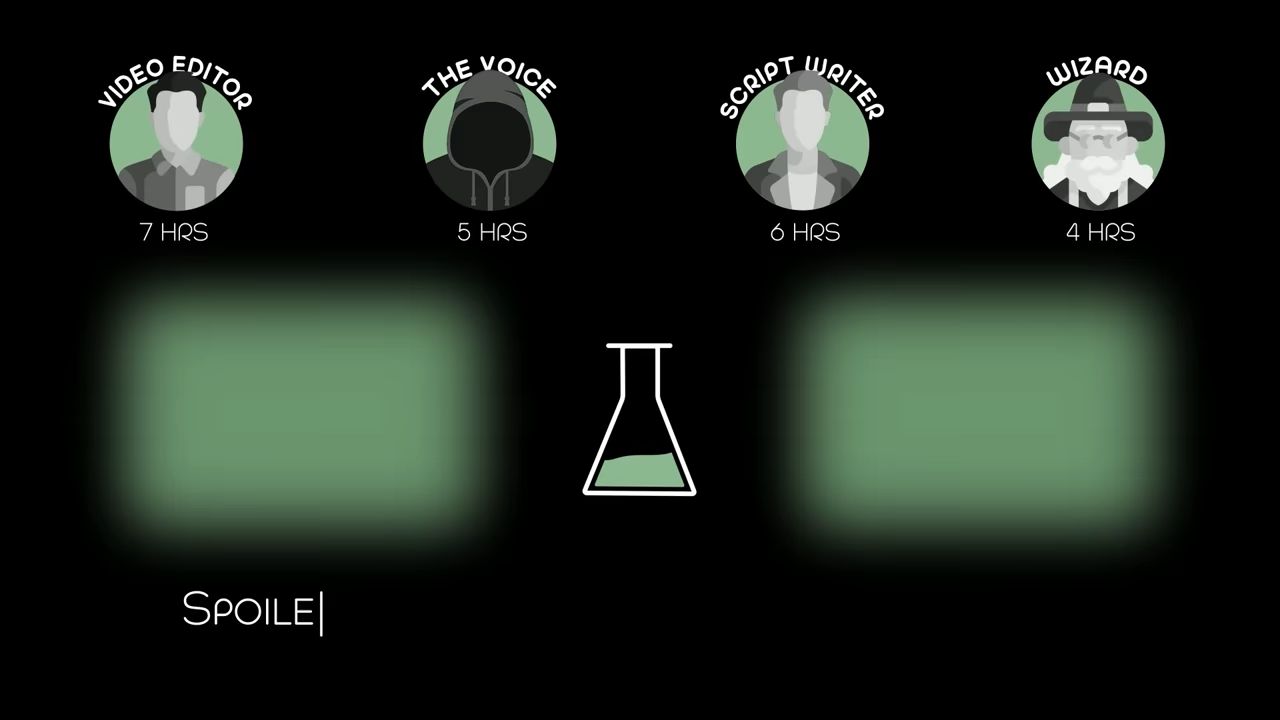 VIDEO EDITOR
THE VOICE
SCRIPT WRITER
WIZARD
7 HRS
5 HRS
6 HRS
4 HRS
SPOILE